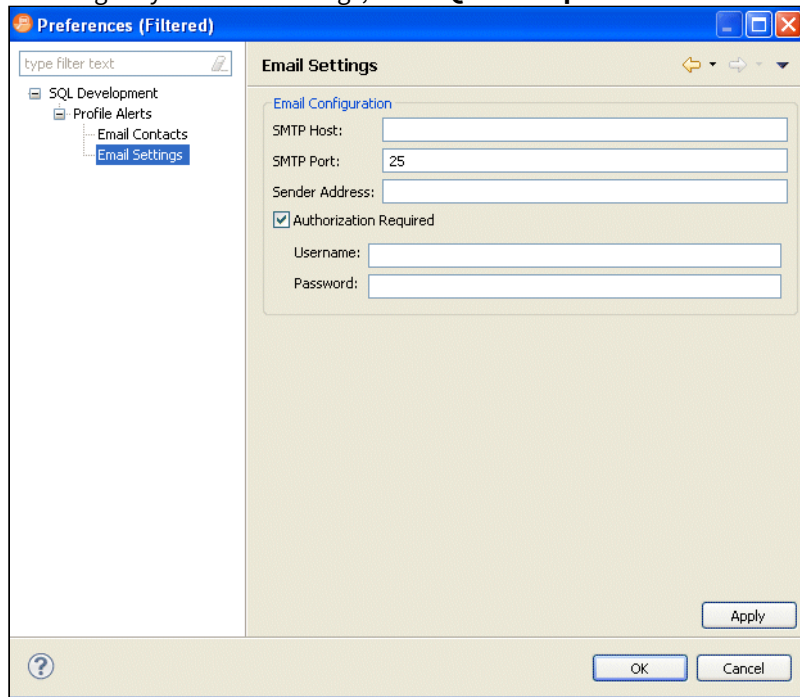 Preferences (Filtered)
type filter text
SQL Development
Profile Alerts
Email Contacts
Email Settings
Email Settings
Email Configuration
SMTP Host:
SMTP Port: 25
Sender Address:
Authorization Required
Username:
Password:
Apply
?
OK Cancel